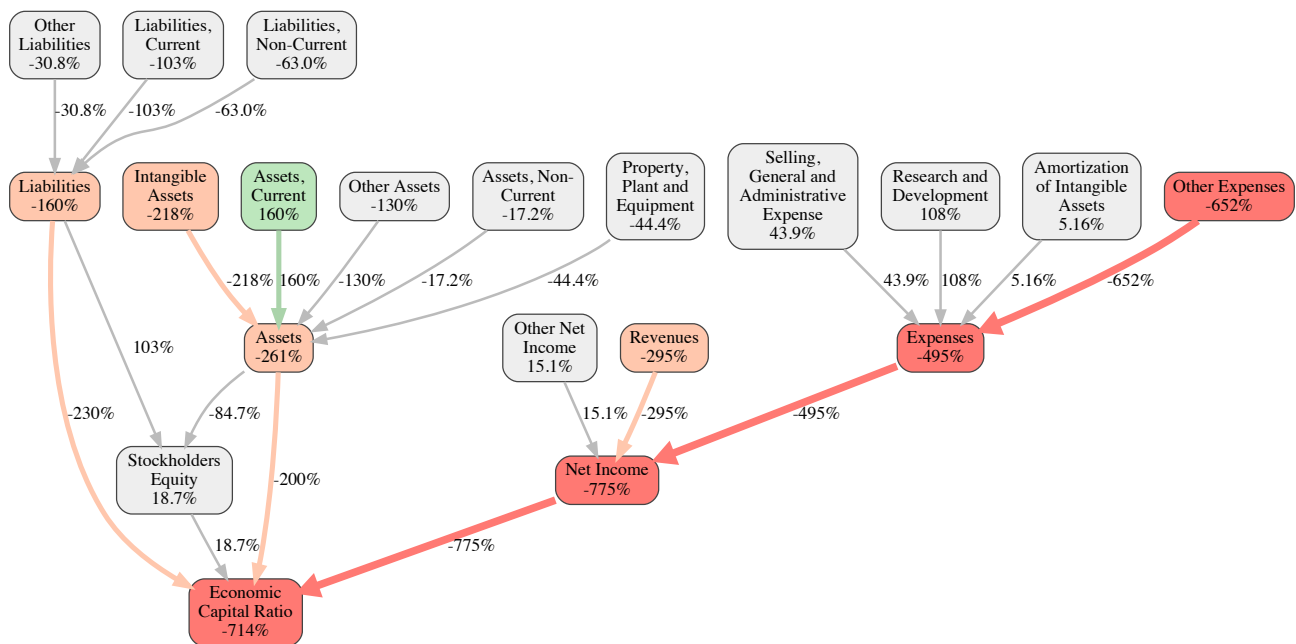 Other
Liabilities
-30.8%
Liabilities,
Current
-103%
Liabilities,
Non-Current
-63.0%
-30.8%
-103%
-63.0%
Liabilities
-160%
Intangible
Assets
-218%
Assets,
Current
160%
Other Assets
-130%
Assets, Non-
Current
-17.2%
Property,
Plant and
Equipment
-44.4%
Selling,
General and
Administrative
Expense
43.9%
Research and
Development
108%
Amortization
of Intangible
Assets
5.16%
Other Expenses
-652%
-218%
160%
-130%
-17.2%
-44.4%
43.9%
108%
5.16%
-652%
103%
Assets
-261%
Other Net
Income
15.1%
Revenues
-295%
Expenses
-495%
-230%
-84.7%
15.1%
-295%
-495%
Stockholders
Equity
18.7%
-200%
Net Income
-775%
18.7%
-775%
Economic
Capital Ratio
-714%